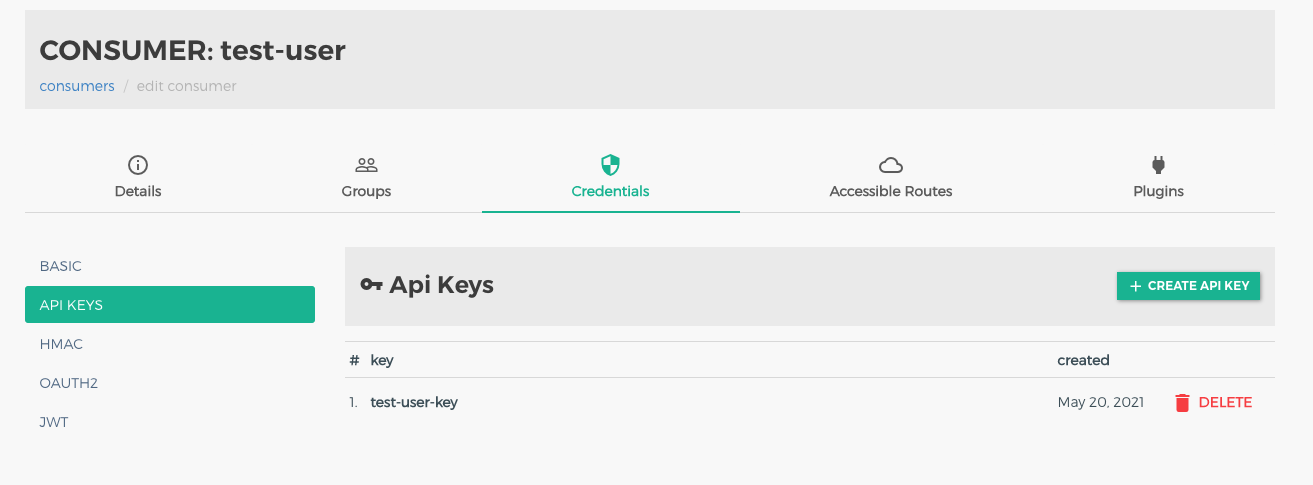 CONSUMER: test-user
consumers / edit consumer
Details Groups Credentials Accessible Routes Plugins
BASIC
API KEYS
HMAC
OAUTH2
JWT
Api Keys
+ CREATE API KEY
# key created
1. test-user-key May 20, 2021 DELETE